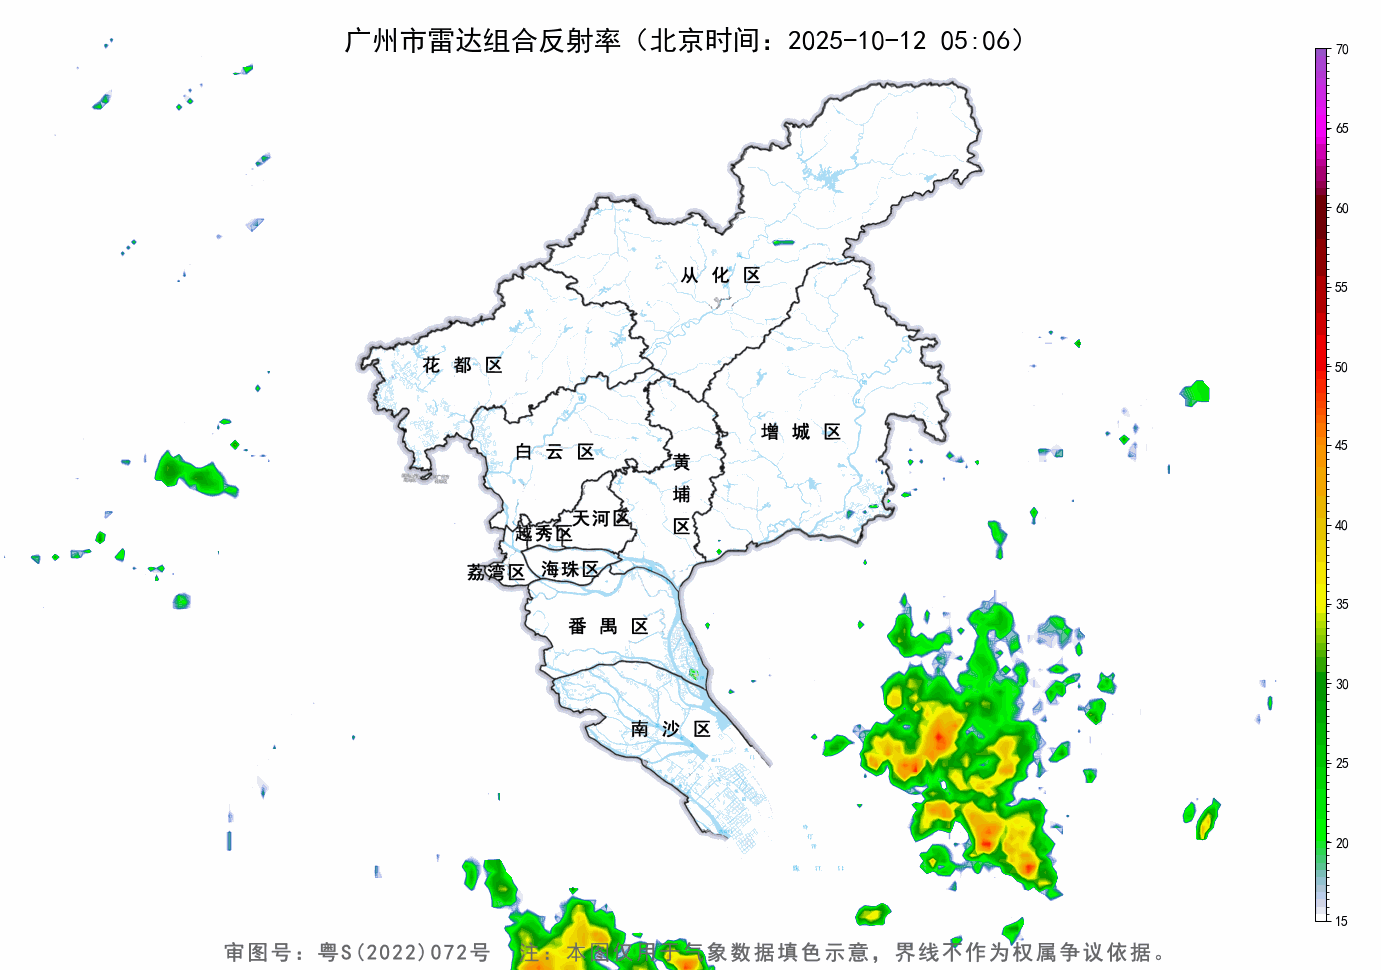 广州市雷达组合反射率（北京时间：2025-10-12 05:06）
70
65
60
55
50
45
40
35
30
25
20
15
从化区
花都区
增城区
白云区
黄埔区
天河区
越秀区
荔湾区
海珠区
番禺区
南沙区
审图号：粤S(2022)072号 注：本图仅用于气象数据填色示意，界线不作为权属争议依据。